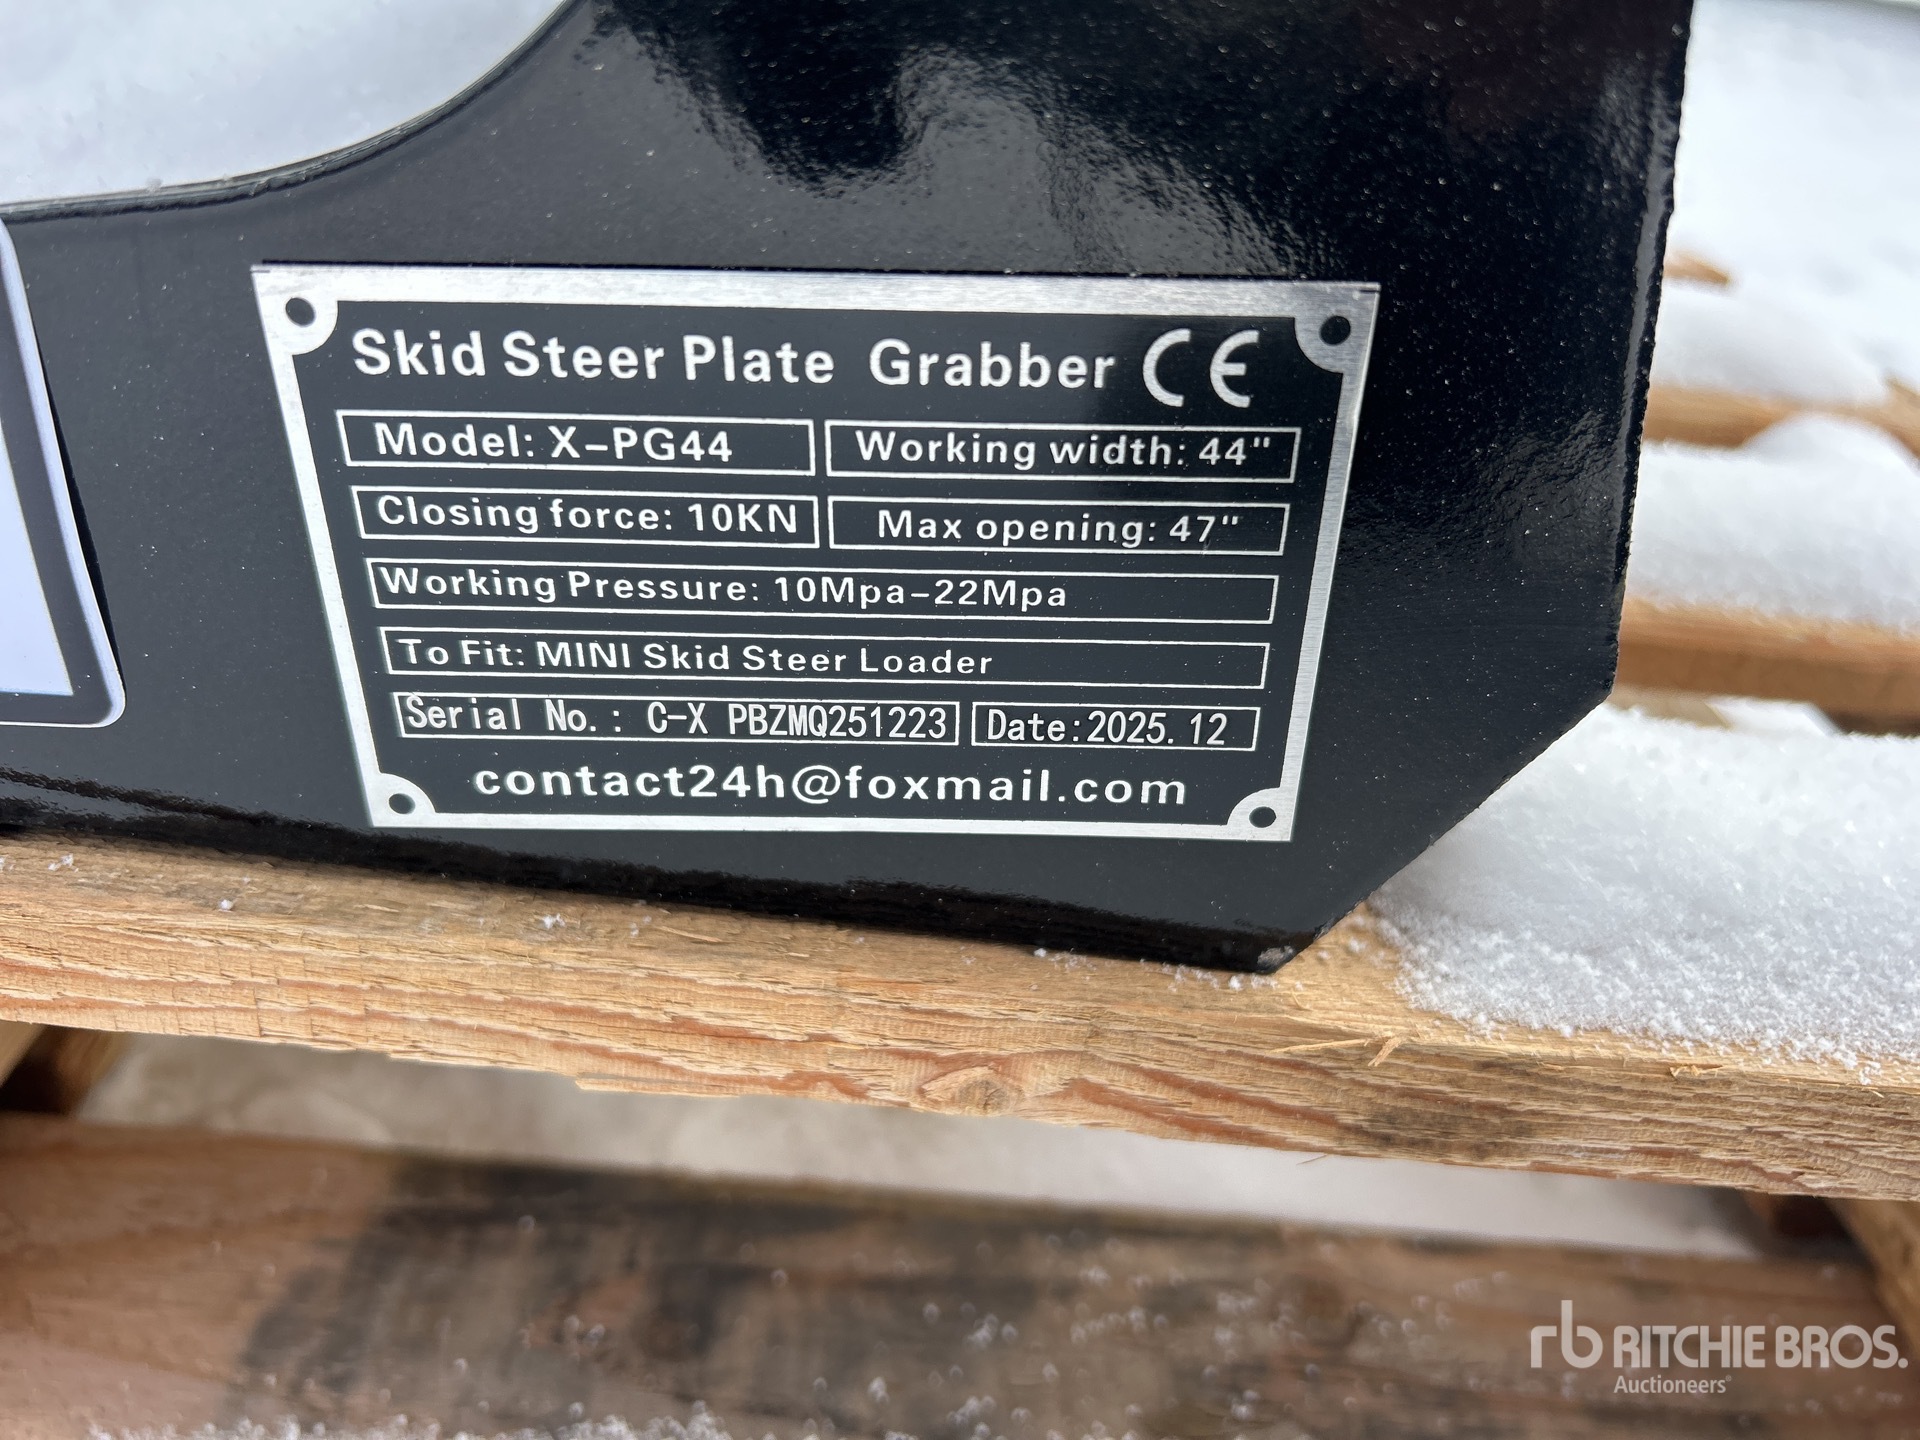 Skid Steer Plate Grabber CE
Model: X-PG44
Working width: 44"
Closing force: 10KN
Max opening: 47"
Working Pressure: 10Mpa-22Mpa
To Fit: MINI Skid Steer Loader
Serial No.: C-X PBZMQ251223
Date:2025.12
contact24h@foxmail.com
rb RITCHIE BROS.
Auctioneers